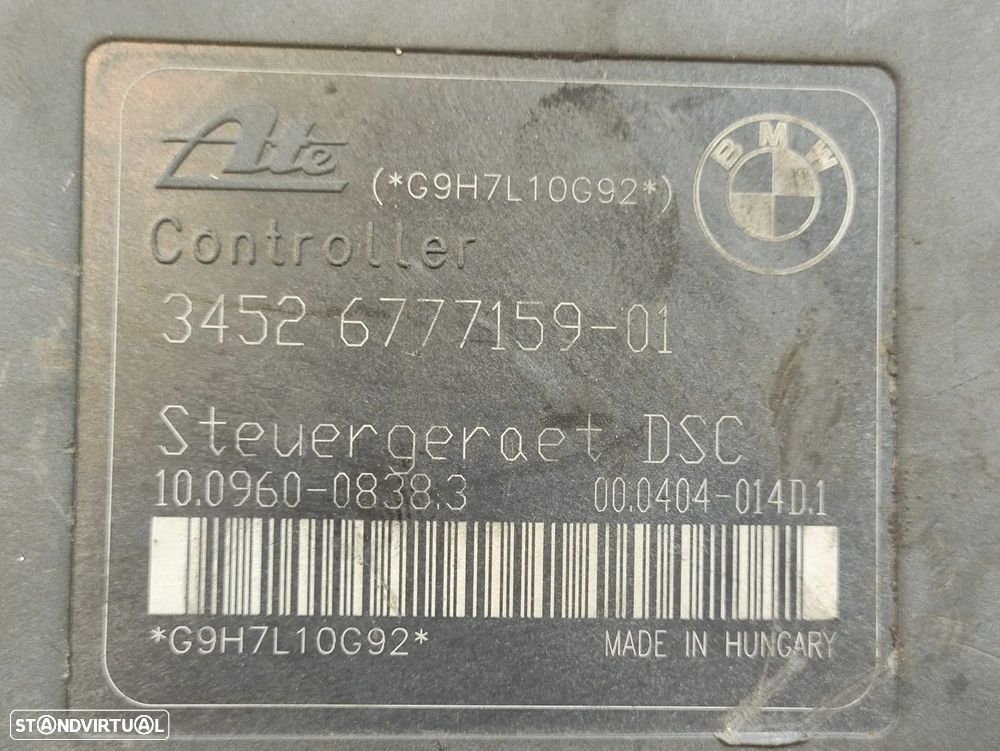 Ate
(*G9H7L10G92*)
BMW
Controller
3452 6777159-01
Steuergeraet DSC
10.0960-0838.3 00.0404-014D.1
*G9H7L10G92* MADE IN HUNGARY
STANDVIRTUAL